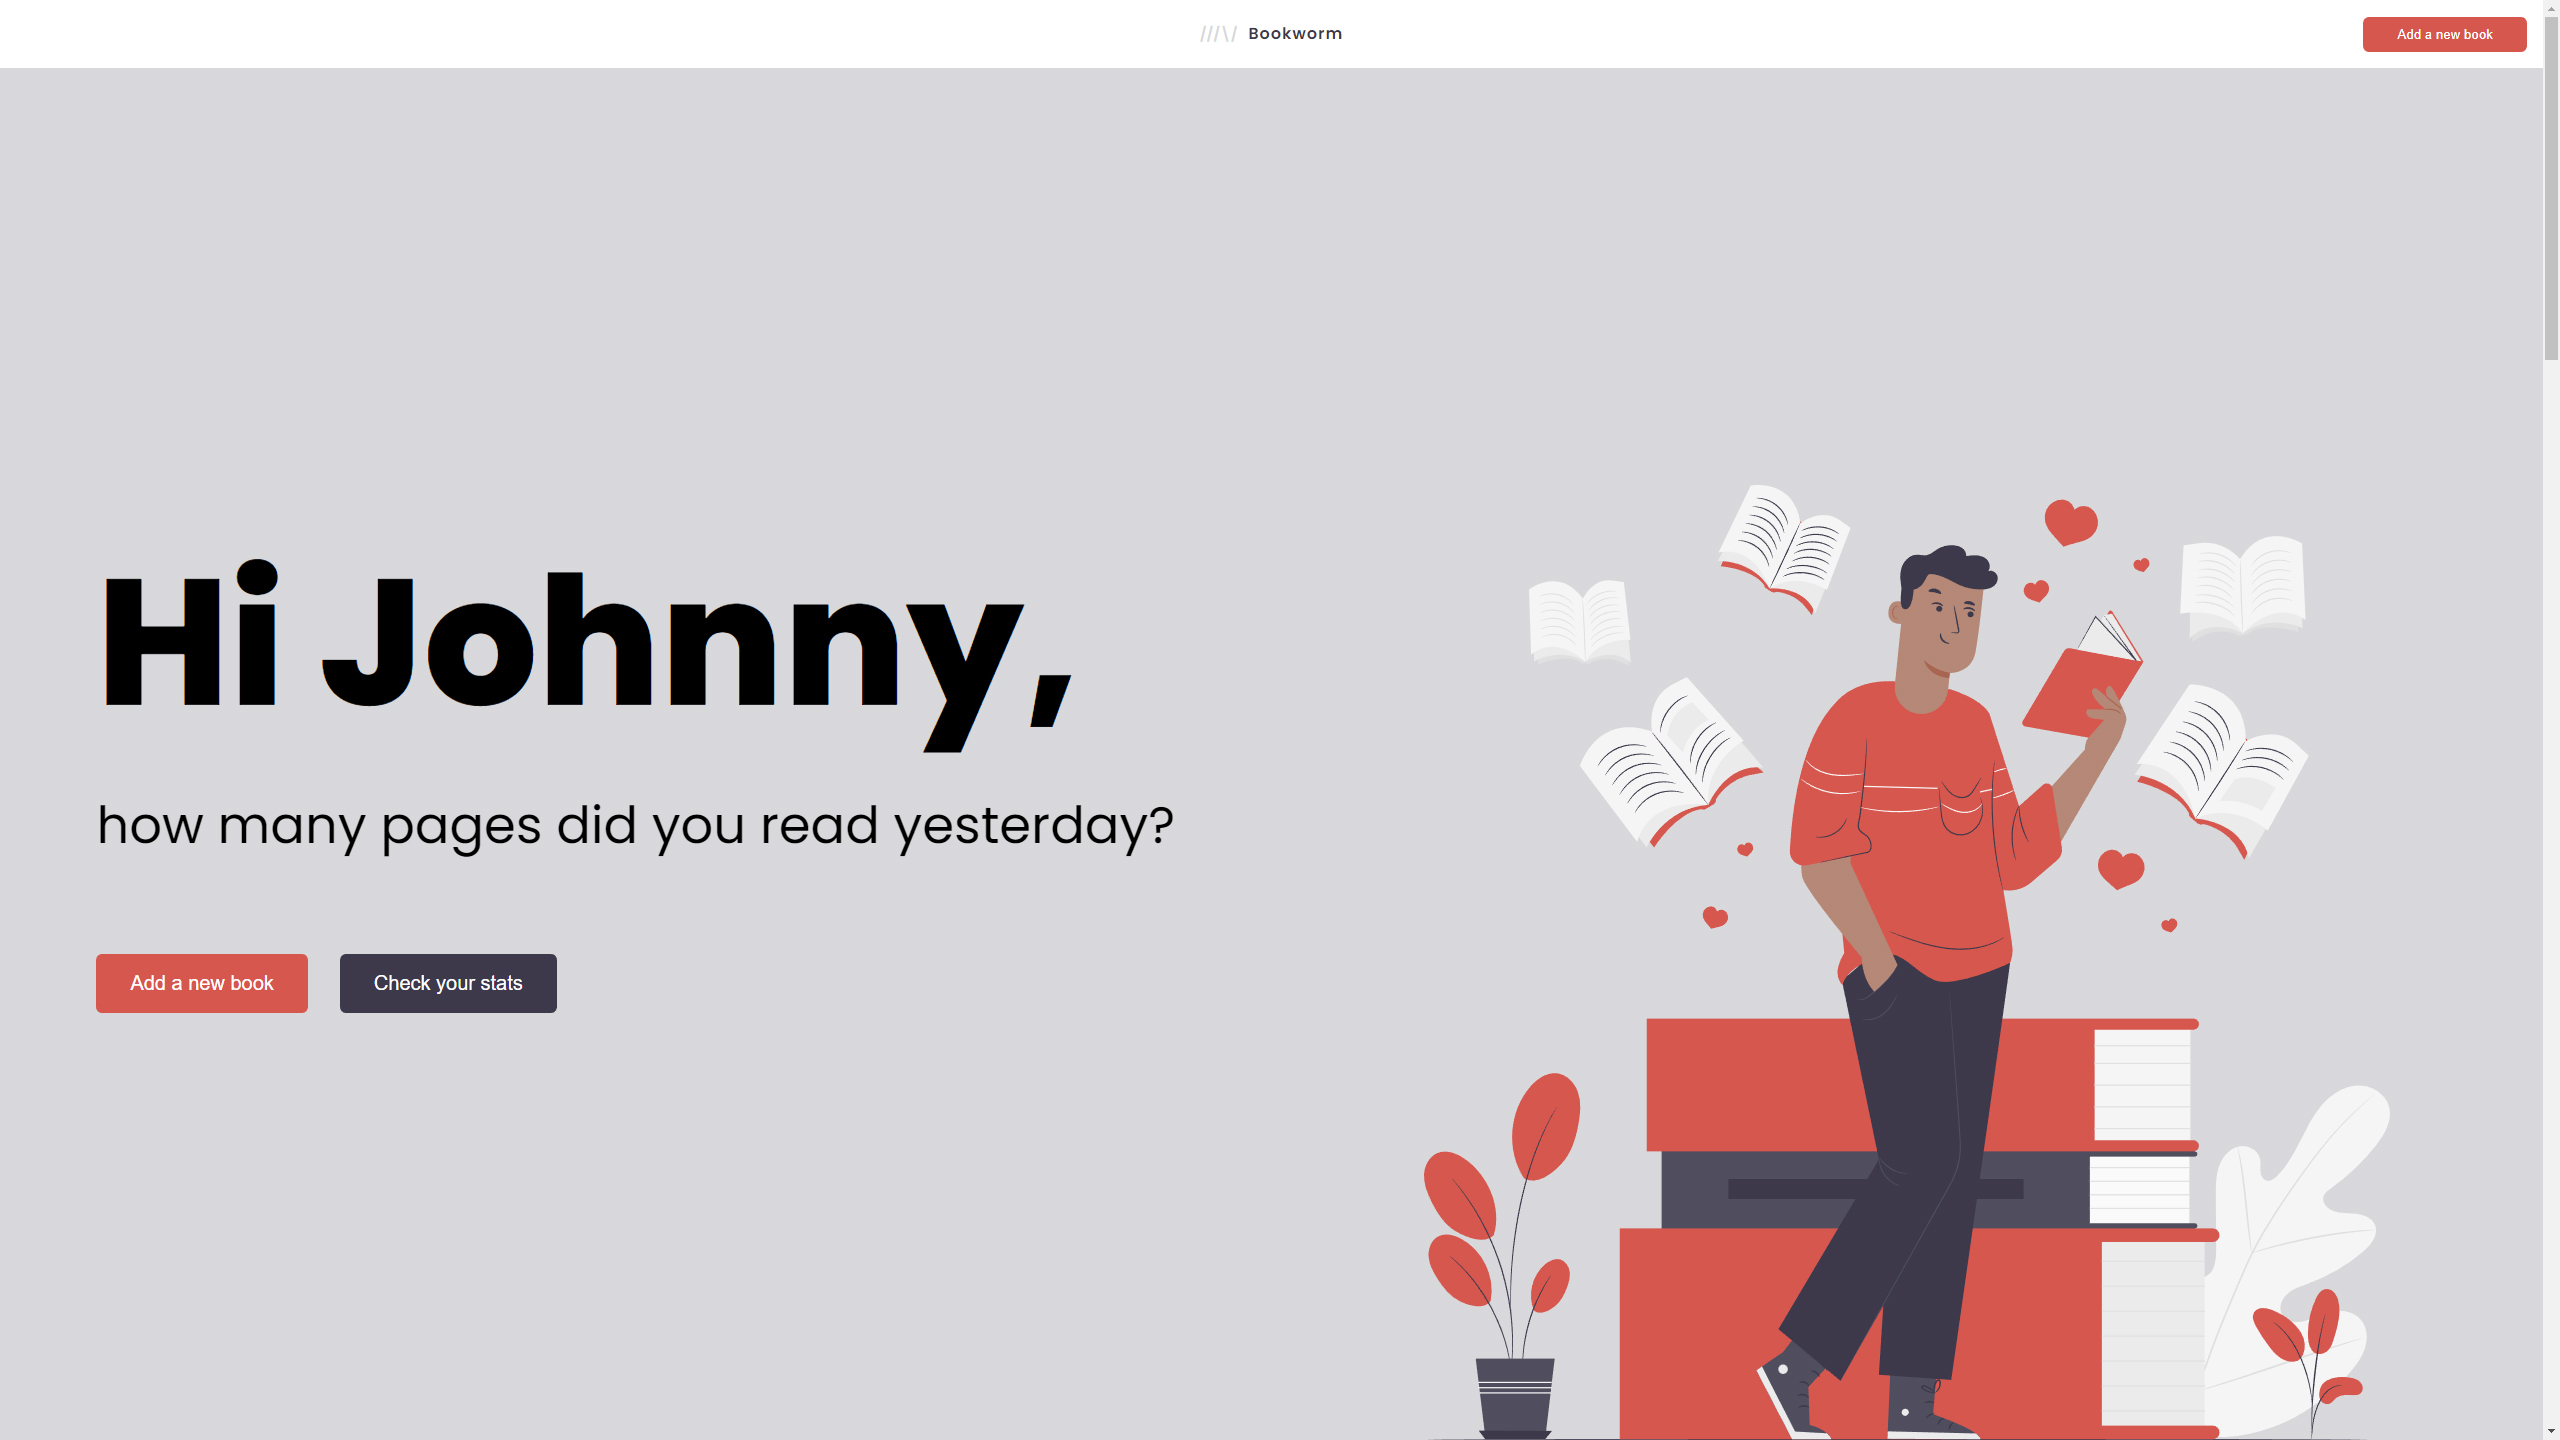 Bookworm
Add a new book
Hi Johnny,
how many pages did you read yesterday?
Add a new book
Check your stats